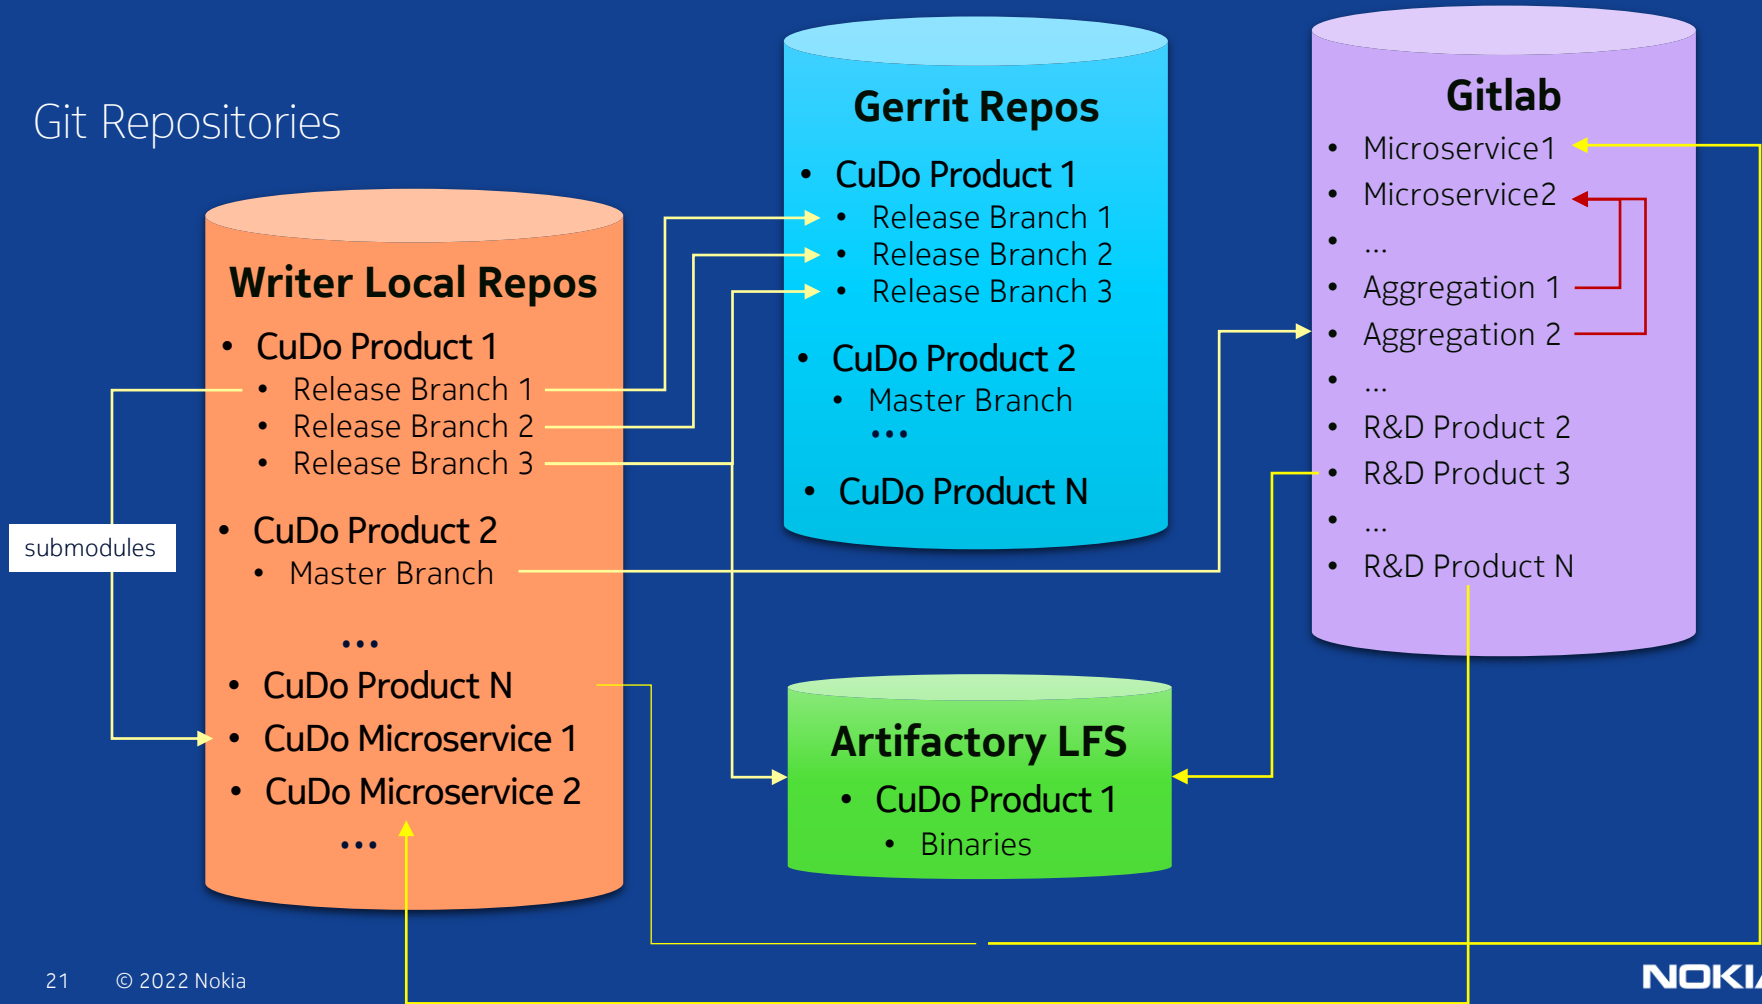 Git Repositories
Writer Local Repos
• CuDo Product 1
• Release Branch 1
• Release Branch 2
• Release Branch 3
• CuDo Product 2
• Master Branch
...
• CuDo Product N
• CuDo Microservice 1
• CuDo Microservice 2
...
submodules
Gerrit Repos
• CuDo Product 1
• Release Branch 1
• Release Branch 2
• Release Branch 3
• CuDo Product 2
• Master Branch
...
• CuDo Product N
Artifactory LFS
• CuDo Product 1
• Binaries
Gitlab
• Microservice1
• Microservice2
• ...
• Aggregation 1
• Aggregation 2
• ...
• R&D Product 2
• R&D Product 3
• ...
• R&D Product N
21 © 2022 Nokia
NOKIA